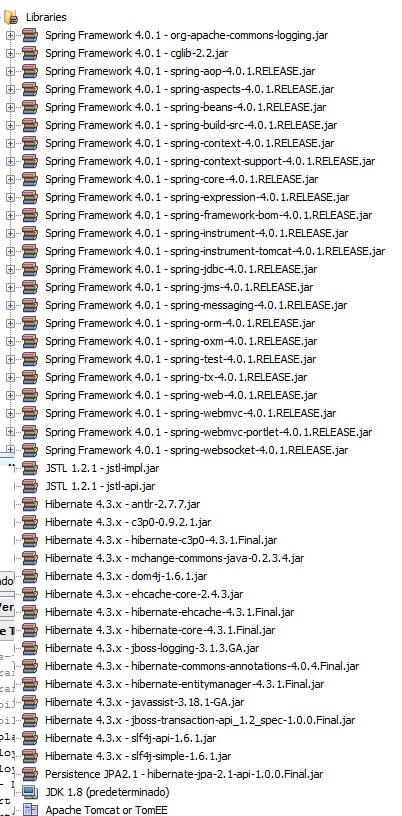 Libraries
Spring Framework 4.0.1 - org-apache-commons-logging.jar
Spring Framework 4.0.1 - cglib-2.2.jar
Spring Framework 4.0.1 - spring-aop-4.0.1.RELEASE.jar
Spring Framework 4.0.1 - spring-aspects-4.0.1.RELEASE.jar
Spring Framework 4.0.1 - spring-beans-4.0.1.RELEASE.jar
Spring Framework 4.0.1 - spring-build-src-4.0.1.RELEASE.jar
Spring Framework 4.0.1 - spring-context-4.0.1.RELEASE.jar
Spring Framework 4.0.1 - spring-context-support-4.0.1.RELEASE.jar
Spring Framework 4.0.1 - spring-core-4.0.1.RELEASE.jar
Spring Framework 4.0.1 - spring-expression-4.0.1.RELEASE.jar
Spring Framework 4.0.1 - spring-framework-bom-4.0.1.RELEASE.jar
Spring Framework 4.0.1 - spring-instrument-4.0.1.RELEASE.jar
Spring Framework 4.0.1 - spring-instrument-tomcat-4.0.1.RELEASE.jar
Spring Framework 4.0.1 - spring-jdbc-4.0.1.RELEASE.jar
Spring Framework 4.0.1 - spring-jms-4.0.1.RELEASE.jar
Spring Framework 4.0.1 - spring-messaging-4.0.1.RELEASE.jar
Spring Framework 4.0.1 - spring-orm-4.0.1.RELEASE.jar
Spring Framework 4.0.1 - spring-oxm-4.0.1.RELEASE.jar
Spring Framework 4.0.1 - spring-test-4.0.1.RELEASE.jar
Spring Framework 4.0.1 - spring-tx-4.0.1.RELEASE.jar
Spring Framework 4.0.1 - spring-web-4.0.1.RELEASE.jar
Spring Framework 4.0.1 - spring-webmvc-4.0.1.RELEASE.jar
Spring Framework 4.0.1 - spring-webmvc-portlet-4.0.1.RELEASE.jar
Spring Framework 4.0.1 - spring-websocket-4.0.1.RELEASE.jar
JSTL 1.2.1 - jstl-impl.jar
JSTL 1.2.1 - jstl-api.jar
Hibernate 4.3.x - antlr-2.7.7.jar
Hibernate 4.3.x - c3p0-0.9.2.1.jar
Hibernate 4.3.x - hibernate-c3p0-4.3.1.Final.jar
Hibernate 4.3.x - mchange-commons-java-0.2.3.4.jar
Hibernate 4.3.x - dom4j-1.6.1.jar
Hibernate 4.3.x - ehcache-core-2.4.3.jar
Hibernate 4.3.x - hibernate-ehcache-4.3.1.Final.jar
Hibernate 4.3.x - hibernate-core-4.3.1.Final.jar
Hibernate 4.3.x - jboss-logging-3.1.3.GA.jar
Hibernate 4.3.x - hibernate-commons-annotations-4.0.4.Final.jar
Hibernate 4.3.x - hibernate-entitymanager-4.3.1.Final.jar
Hibernate 4.3.x - javassist-3.18.1-GA.jar
Hibernate 4.3.x - jboss-transaction-api_1.2_spec-1.0.0.Final.jar
Hibernate 4.3.x - slf4j-api-1.6.1.jar
Hibernate 4.3.x - slf4j-simple-1.6.1.jar
Persistence JPA2.1 - hibernate-jpa-2.1-api-1.0.0.Final.jar
JDK 1.8 (predeterminado)
Apache Tomcat or TomEE